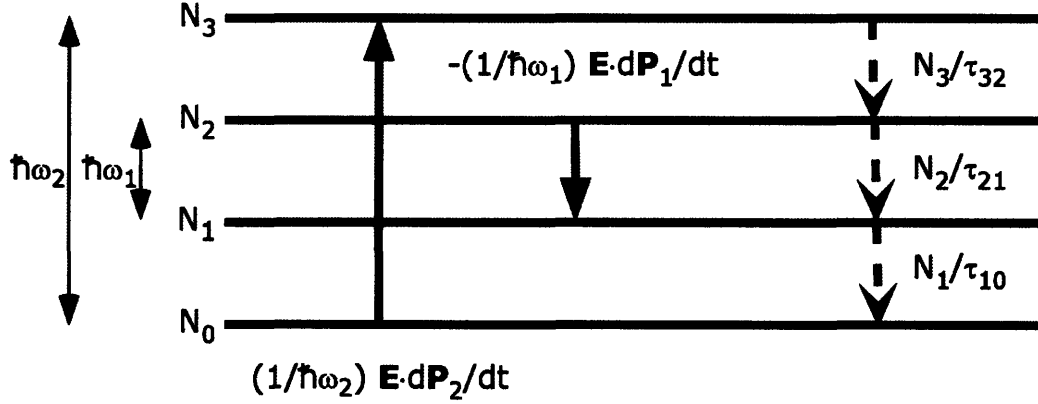 N₃
-(1/ħω₁) E·dP₁/dt
N₃/τ₃₂
N₂
ħω₂
ħω₁
N₂/τ₂₁
N₁
N₁/τ₁₀
N₀
(1/ħω₂) E·dP₂/dt